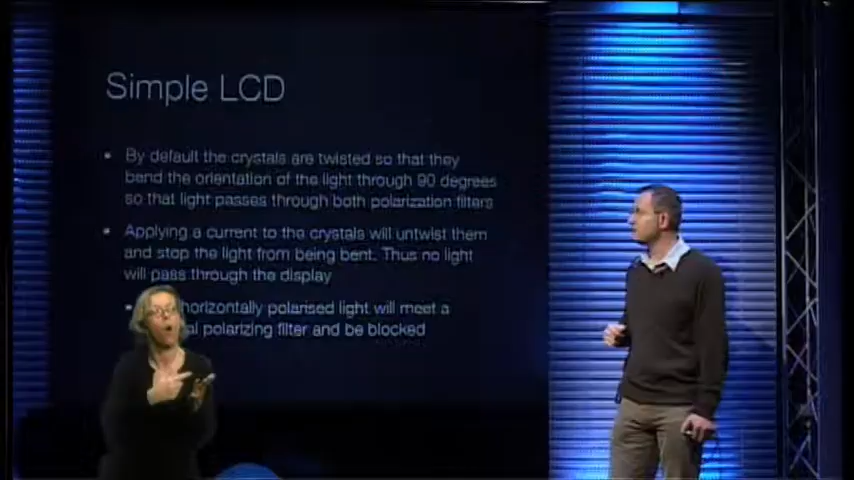 Simple LCD
• By default the crystals are twisted so that they
bend the orientation of the light through 90 degrees
so that light passes through both polarization filters
• Applying a current to the crystals will untwist them
and stop the light from being bent. Thus no light
will pass through the display
• horizontally polarised light will meet a
polarizing filter and be blocked